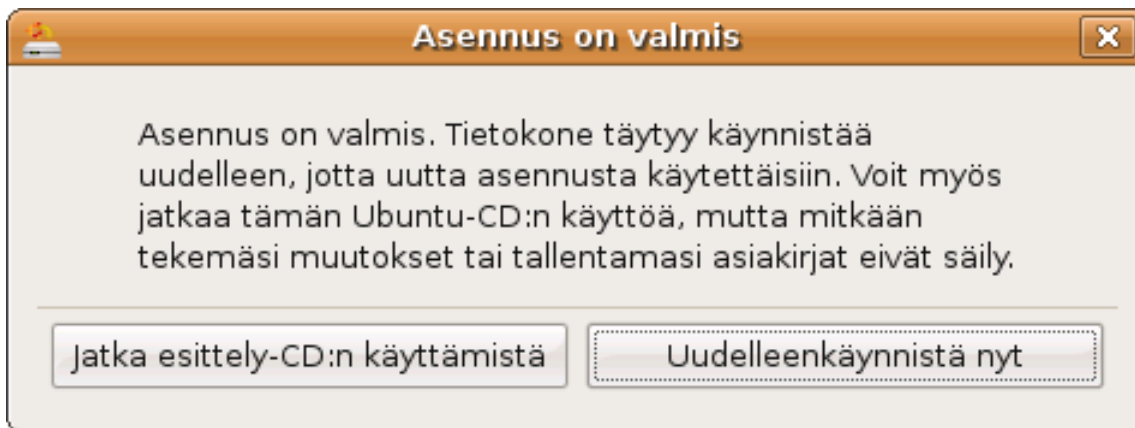 Asennus on valmis
Asennus on valmis. Tietokone täytyy käynnistää
uudelleen, jotta uutta asennusta käytettäisiin. Voit myös
jatkaa tämän Ubuntu-CD:n käyttöä, mutta mitkään
tekemäsi muutokset tai tallentamasi asiakirjat eivät säily.
Jatka esittely-CD:n käyttämistä
Uudelleenkäynnistä nyt